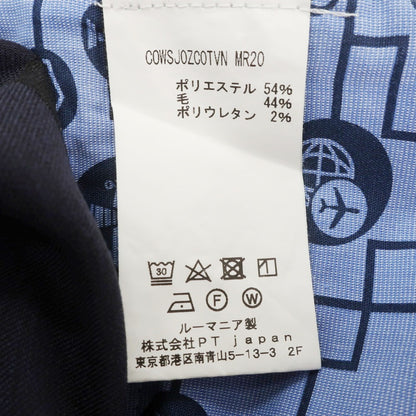 COWSJOZCOTVN MR20
ポリエステル 54%
毛 44%
ポリウレタン 2%
30
F W
ルーマニア製
株式会社PT japan
東京都港区南青山5-13-3 2F